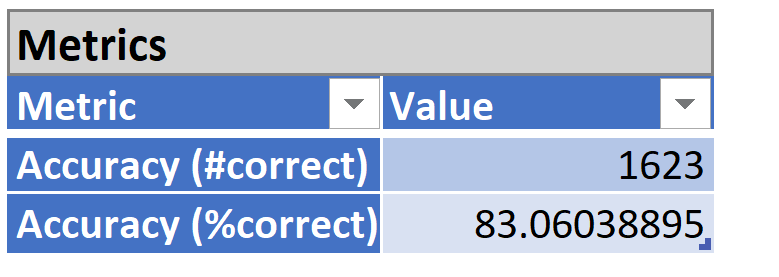 Metrics
Metric Value
Accuracy (#correct) 1623
Accuracy (%correct) 83.06038895